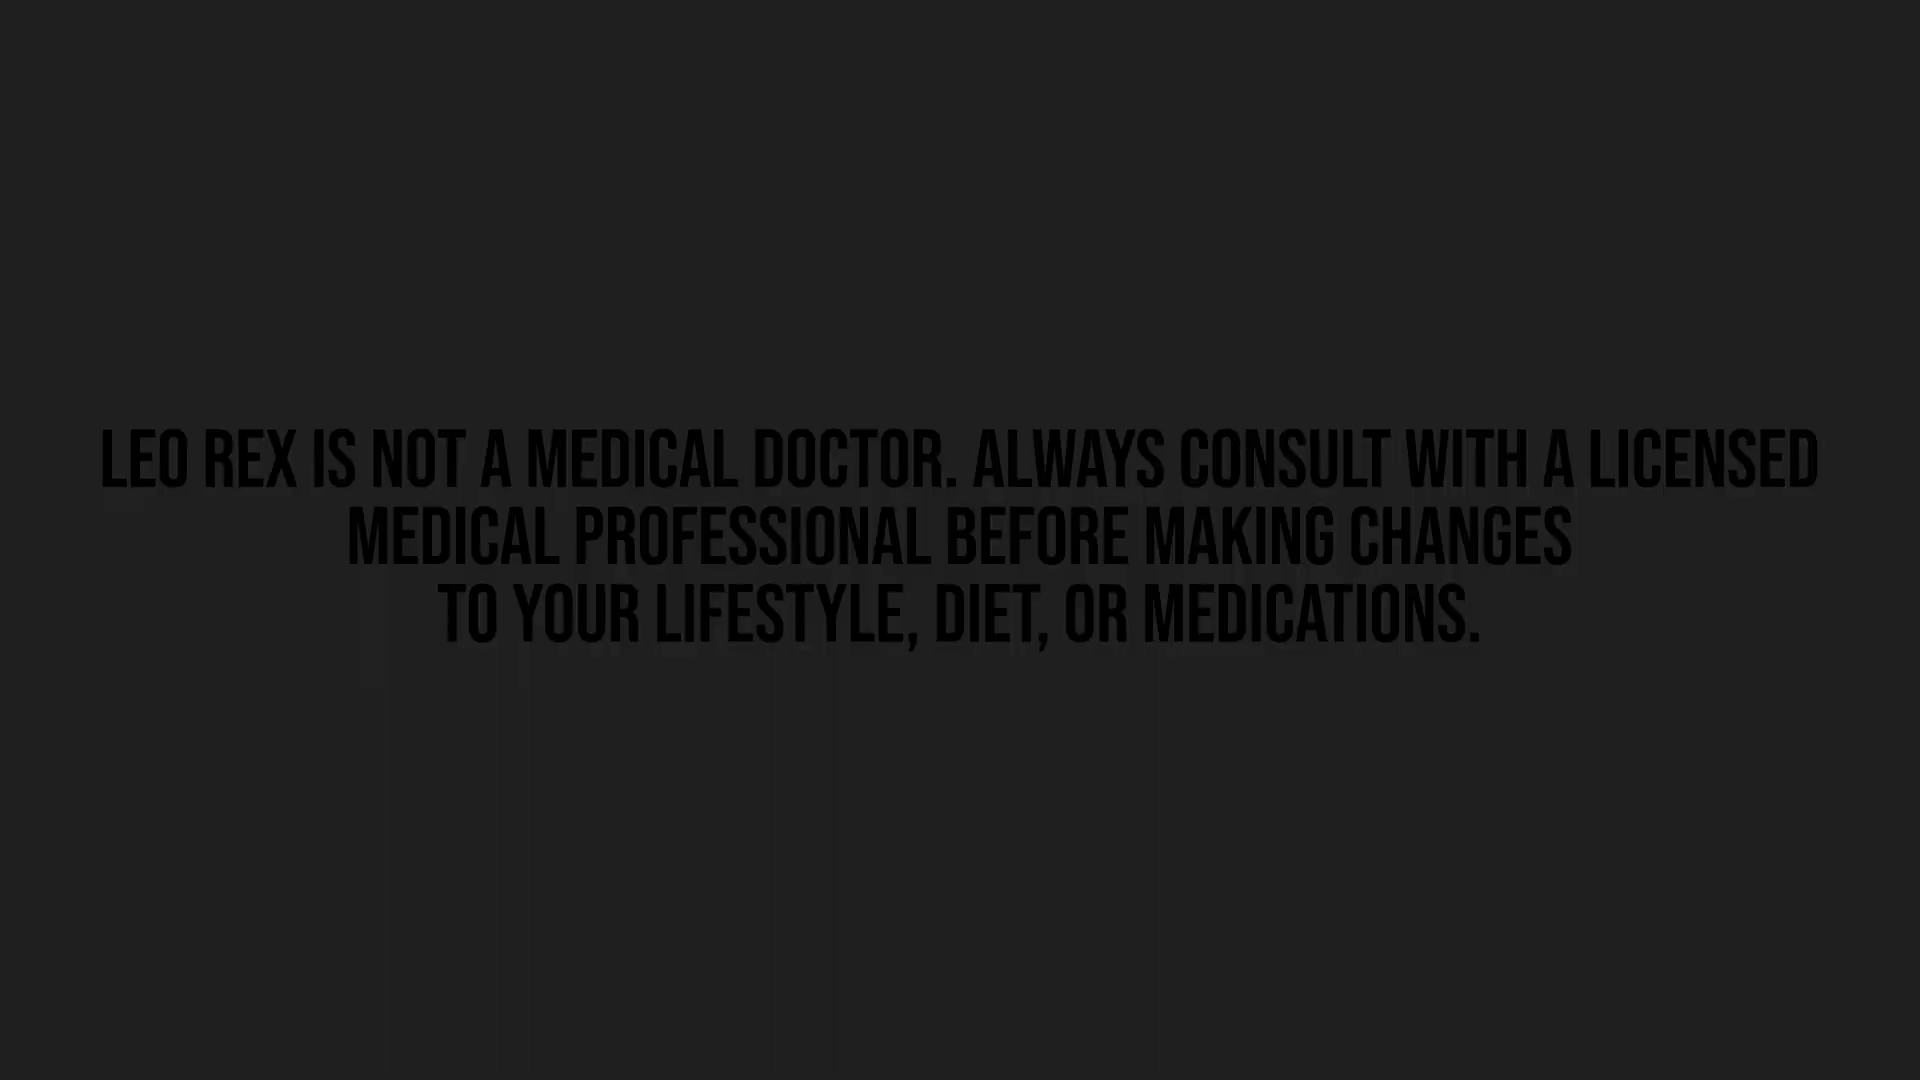 LEO REX IS NOT A MEDICAL DOCTOR. ALWAYS CONSULT WITH A LICENSED
MEDICAL PROFESSIONAL BEFORE MAKING CHANGES
TO YOUR LIFESTYLE, DIET, OR MEDICATIONS.